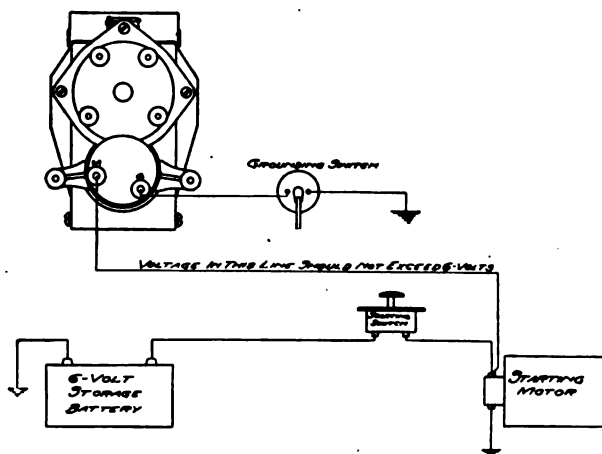 GROUNDING SWITCH
VOLTAGE IN THIS LINE SHOULD NOT EXCEED 6-VOLTS
STARTING
SWITCH
6-VOLT
STORAGE
BATTERY
STARTING
MOTOR